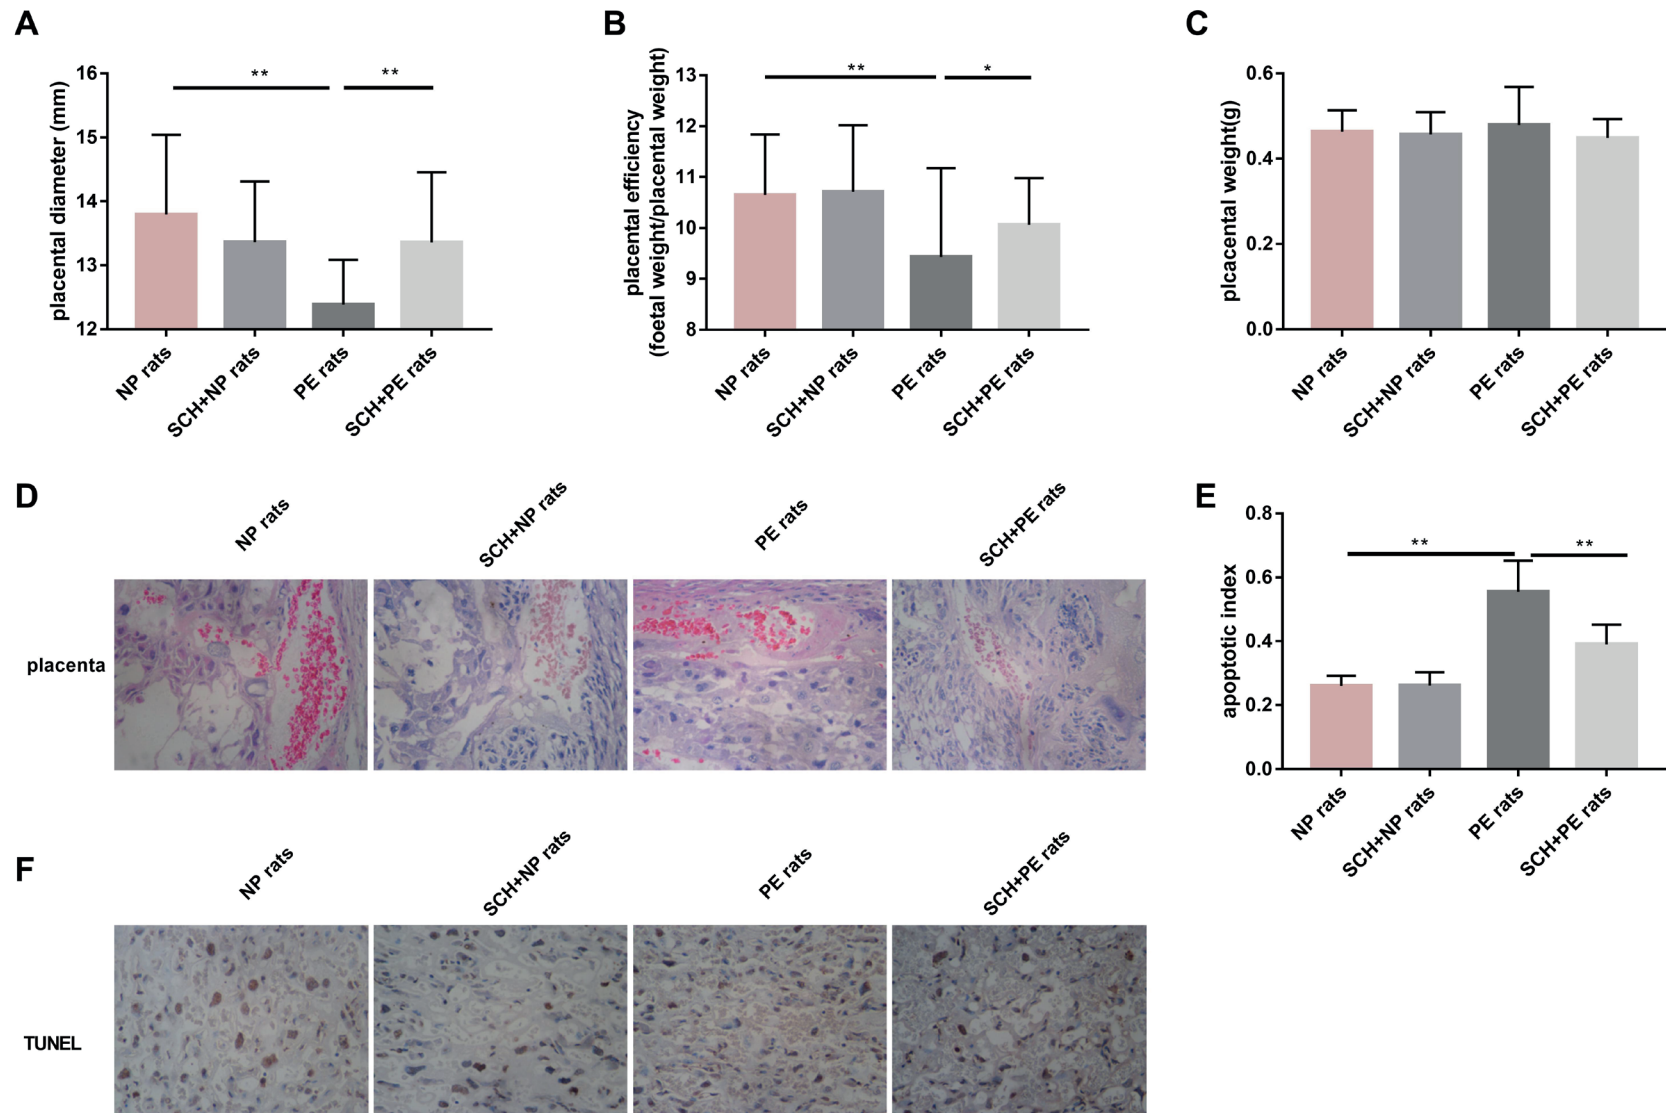 A
placental diameter (mm)
16
15
14
13
12
**
**
NP rats
SCH+NP rats
PE rats
SCH+PE rats
B
placental efficiency
(foetal weight/placental weight)
13
12
11
10
9
8
**
*
NP rats
SCH+NP rats
PE rats
SCH+PE rats
C
plcacental weight(g)
0.6
0.4
0.2
0.0
NP rats
SCH+NP rats
PE rats
SCH+PE rats
D
NP rats
SCH+NP rats
PE rats
SCH+PE rats
placenta
E
apoptotic index
0.8
0.6
0.4
0.2
0.0
**
**
NP rats
SCH+NP rats
PE rats
SCH+PE rats
F
NP rats
SCH+NP rats
PE rats
SCH+PE rats
TUNEL